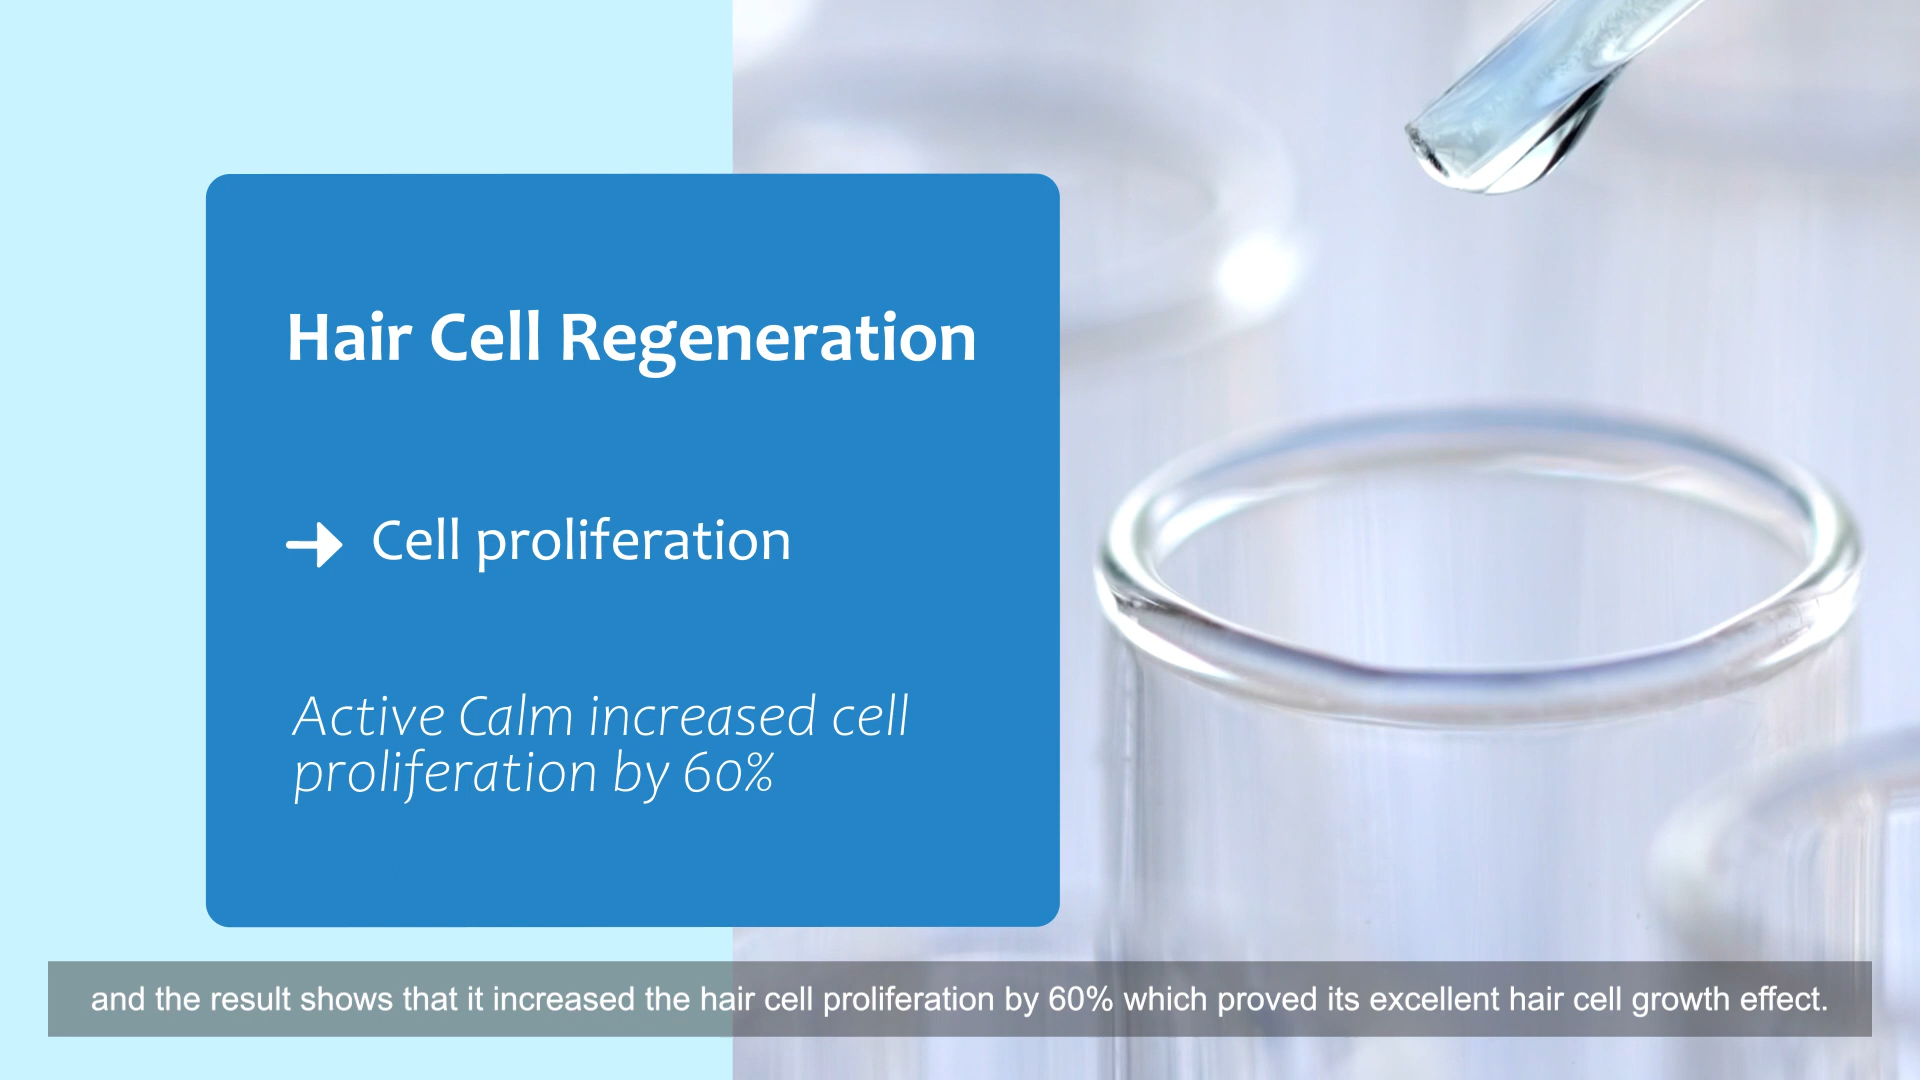 Hair Cell Regeneration
Cell proliferation
Active Calm increased cell
proliferation by 60%
and the result shows that it increased the hair cell proliferation by 60% which proved its excellent hair cell growth effect.